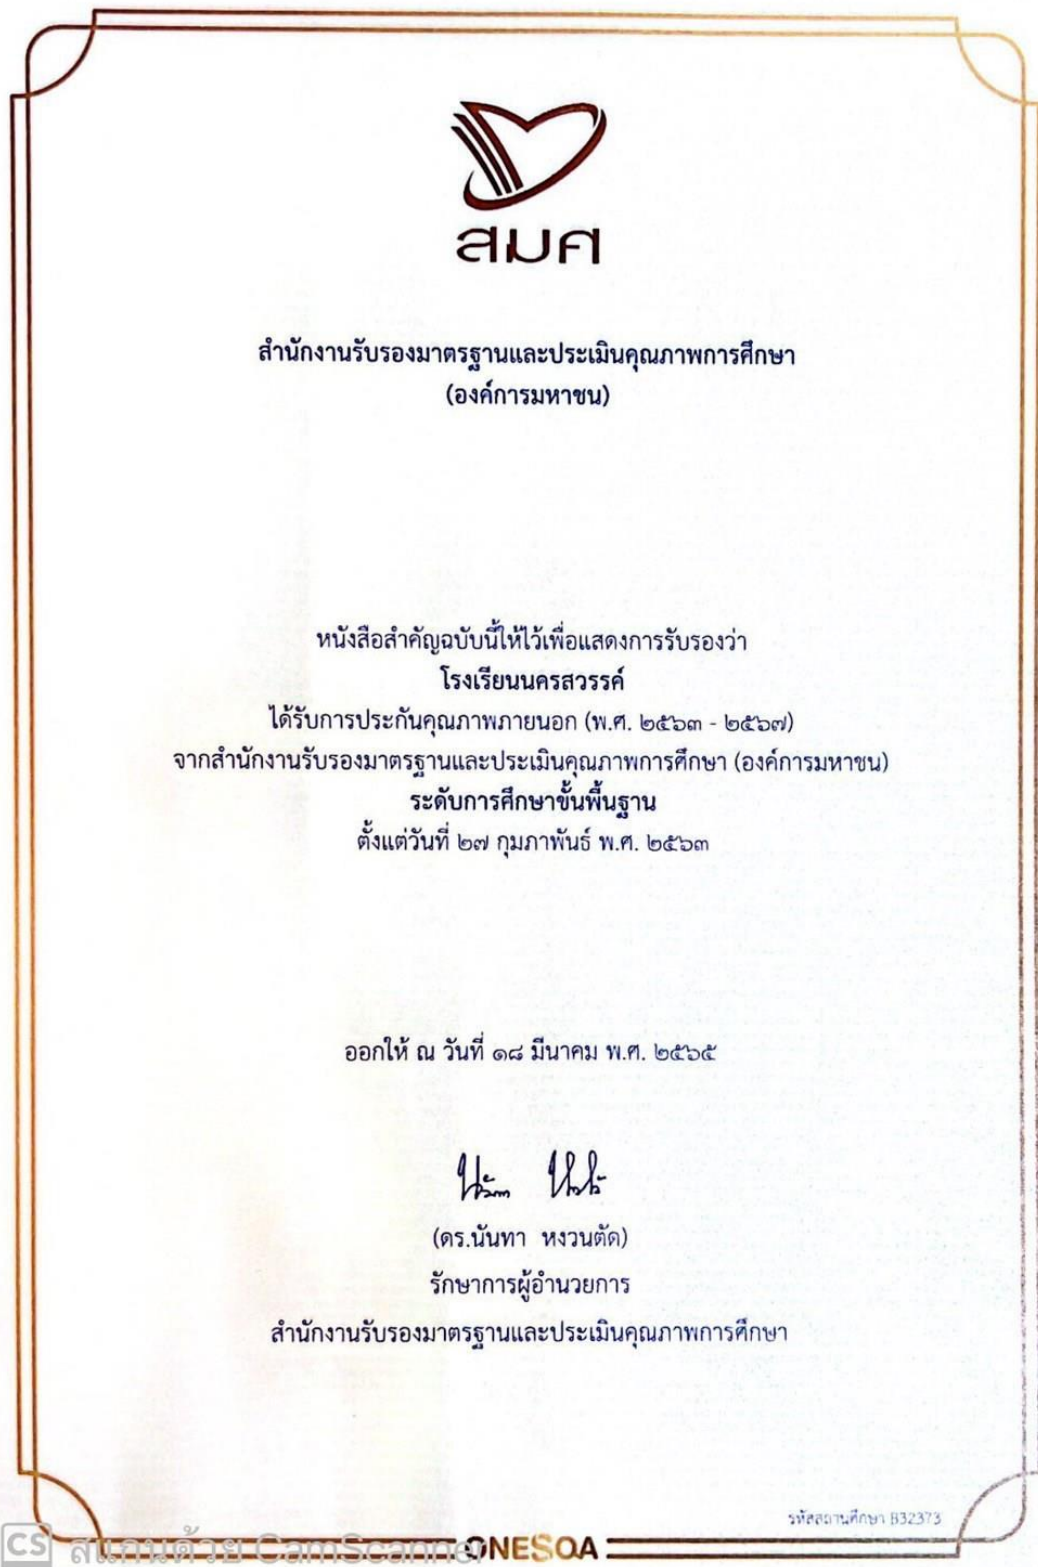 สมศ
สำนักงานรับรองมาตรฐานและประเมินคุณภาพการศึกษา
(องค์การมหาชน)
หนังสือสำคัญฉบับนี้ให้ไว้เพื่อแสดงการรับรองว่า
โรงเรียนนครสวรรค์
ได้รับการประกันคุณภาพภายนอก (พ.ศ. ๒๕๖๓ - ๒๕๖๗)
จากสำนักงานรับรองมาตรฐานและประเมินคุณภาพการศึกษา (องค์การมหาชน)
ระดับการศึกษาขั้นพื้นฐาน
ตั้งแต่วันที่ ๒๗ กุมภาพันธ์ พ.ศ. ๒๕๖๓
ออกให้ ณ วันที่ ๑๘ มีนาคม พ.ศ. ๒๕๖๕
(ดร.นันทา หงวนตัด)
รักษาการผู้อำนวยการ
สำนักงานรับรองมาตรฐานและประเมินคุณภาพการศึกษา
รหัสสถานศึกษา B32373
CS สแกนด้วย CamScanner
ONESQA